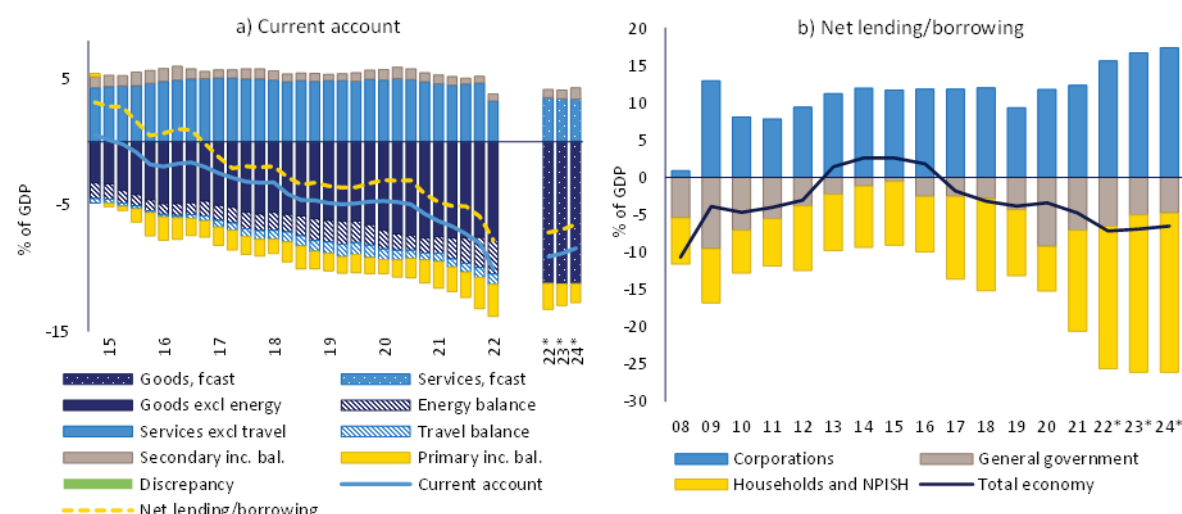 a) Current account
5
-5
-15
% of GDP
15 16 17 18 19 20 21 22 22* 23* 24*
Goods, fcast Services, fcast
Goods excl energy Energy balance
Services excl travel Travel balance
Secondary inc. bal. Primary inc. bal.
Discrepancy Current account
Net lending/borrowing
b) Net lending/borrowing
20
15
10
5
0
-5
-10
-15
-20
-25
-30
% of GDP
08 09 10 11 12 13 14 15 16 17 18 19 20 21 22* 23* 24*
Corporations General government
Households and NPISH Total economy